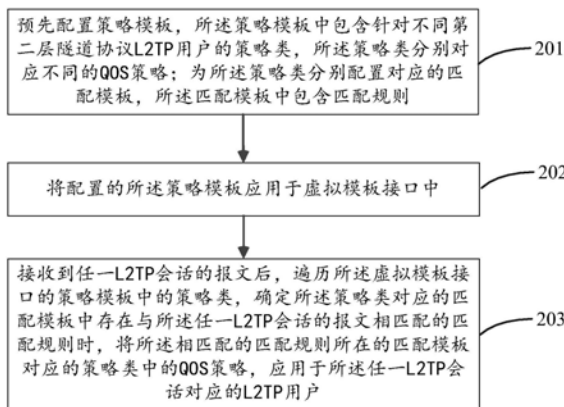 预先配置策略模板，所述策略模板中包含针对不同第
二层隧道协议L2TP用户的策略类，所述策略类分别对
应不同的QOS策略；为所述策略类分别配置对应的匹
配模板，所述匹配模板中包含匹配规则
201
将配置的所述策略模板应用于虚拟模板接口中
202
接收到任一L2TP会话的报文后，遍历所述虚拟模板接
口的策略模板中的策略类，确定所述策略类对应的匹
配模板中存在与所述任一L2TP会话的报文相匹配的匹
配规则时，将所述相匹配的匹配规则所在的匹配模板
对应的策略类中的QOS策略，应用于所述任一L2TP会
话对应的L2TP用户
203